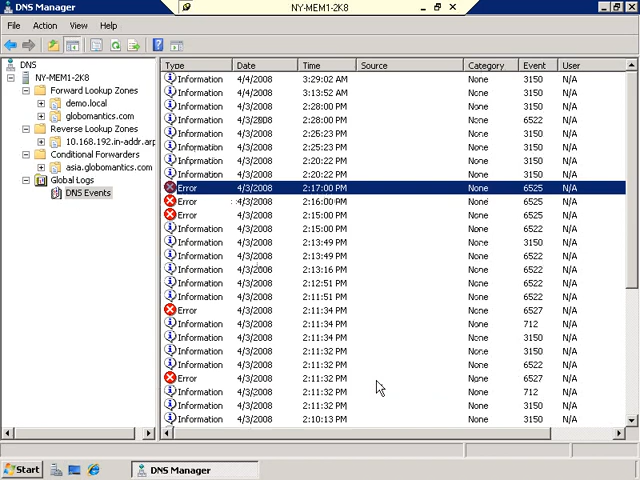 DNS Manager
NY-MEM1-2K8
File Action View Help
DNS
NY-MEM1-2K8
Forward Lookup Zones
demo.local
globomantics.com
Reverse Lookup Zones
10.168.192.in-addr.arp
Conditional Forwarders
asia.globomantics.com
Global Logs
DNS Events
Type Date Time Source Category Event User
Information 4/4/2008 3:29:02 AM None 3150 N/A
Information 4/4/2008 3:13:52 AM None 3150 N/A
Information 4/3/2008 2:28:00 PM None 3150 N/A
Information 4/3/2008 2:28:00 PM None 6522 N/A
Information 4/3/2008 2:25:23 PM None 3150 N/A
Information 4/3/2008 2:25:23 PM None 3150 N/A
Information 4/3/2008 2:20:22 PM None 3150 N/A
Information 4/3/2008 2:20:22 PM None 3150 N/A
Error 4/3/2008 2:17:00 PM None 6525 N/A
Error 4/3/2008 2:16:00 PM None 6525 N/A
Error 4/3/2008 2:15:00 PM None 6525 N/A
Information 4/3/2008 2:15:00 PM None 6522 N/A
Information 4/3/2008 2:13:49 PM None 3150 N/A
Information 4/3/2008 2:13:49 PM None 6522 N/A
Information 4/3/2008 2:13:16 PM None 6522 N/A
Information 4/3/2008 2:12:51 PM None 6522 N/A
Information 4/3/2008 2:11:51 PM None 6522 N/A
Error 4/3/2008 2:11:34 PM None 6527 N/A
Information 4/3/2008 2:11:34 PM None 712 N/A
Information 4/3/2008 2:11:34 PM None 3150 N/A
Information 4/3/2008 2:11:32 PM None 3150 N/A
Information 4/3/2008 2:11:32 PM None 6522 N/A
Error 4/3/2008 2:11:32 PM None 6527 N/A
Information 4/3/2008 2:11:32 PM None 712 N/A
Information 4/3/2008 2:11:32 PM None 3150 N/A
Information 4/3/2008 2:10:13 PM None 3150 N/A
Start
DNS Manager